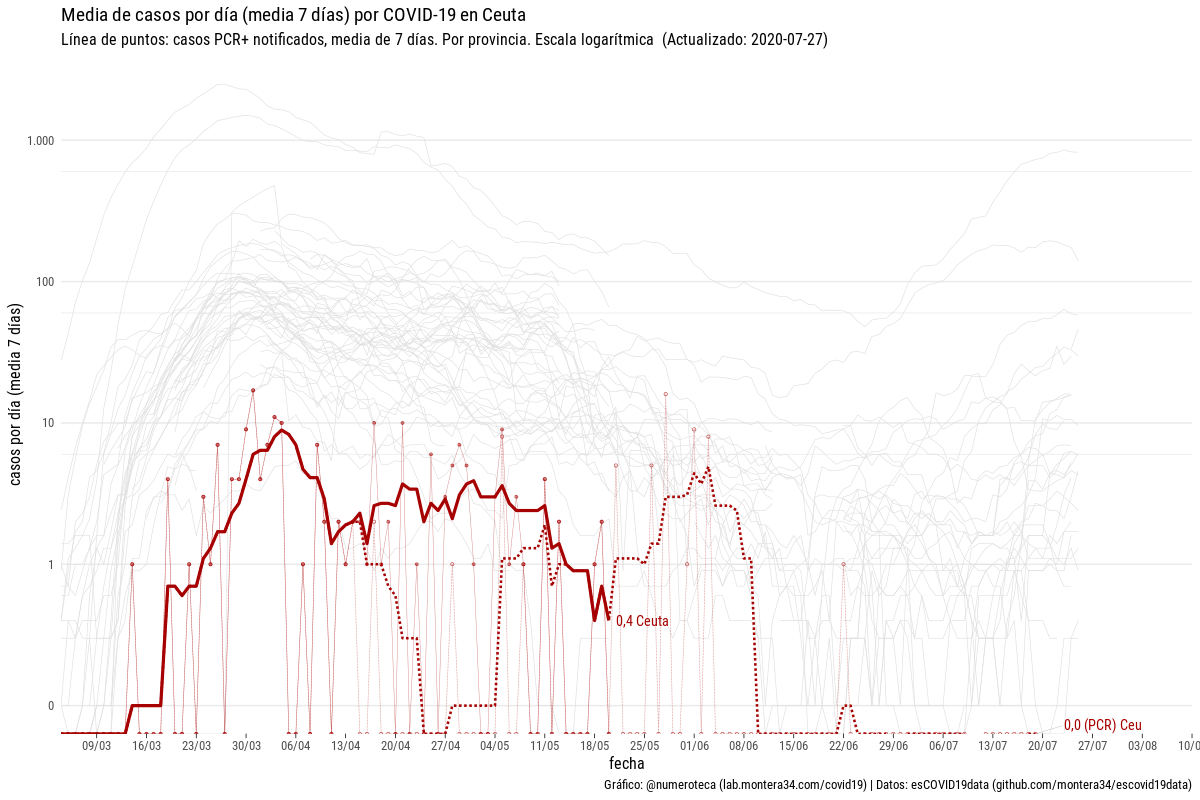 Media de casos por día (media 7 días) por COVID-19 en Ceuta
Línea de puntos: casos PCR+ notificados, media de 7 días. Por provincia. Escala logarítmica (Actualizado: 2020-07-27)
casos por día (media 7 días)
1.000
100
10
1
0
0,4 Ceuta
0,0 (PCR) Ceu
09/03 16/03 23/03 30/03 06/04 13/04 20/04 27/04 04/05 11/05 18/05 25/05 01/06 08/06 15/06 22/06 29/06 06/07 13/07 20/07 27/07 03/08 10/0
fecha
Gráfico: @numeroteca (lab.montera34.com/covid19) | Datos: esCOVID19data (github.com/montera34/escovid19data)